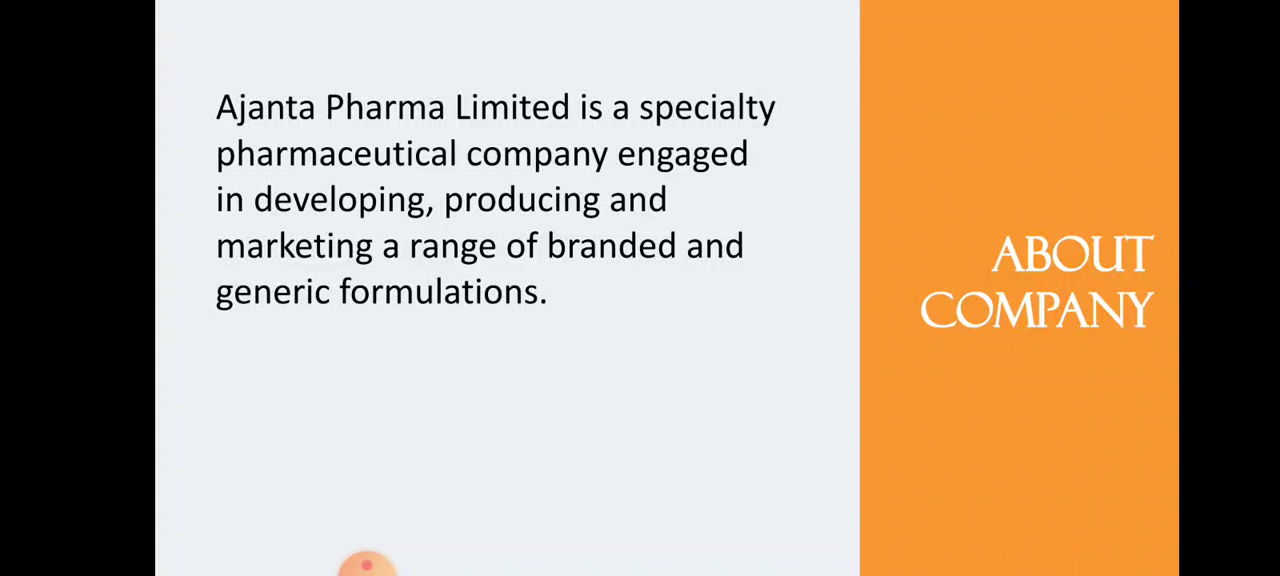 Ajanta Pharma Limited is a specialty
pharmaceutical company engaged
in developing, producing and
marketing a range of branded and
generic formulations.
ABOUT
COMPANY